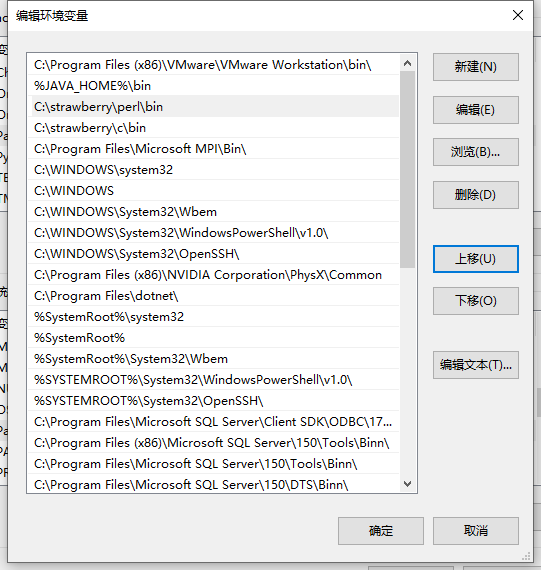 编辑环境变量
C:\Program Files (x86)\VMware\VMware Workstation\bin\
%JAVA_HOME%\bin
C:\strawberry\perl\bin
C:\strawberry\c\bin
C:\Program Files\Microsoft MPI\Bin\
C:\WINDOWS\system32
C:\WINDOWS
C:\WINDOWS\System32\Wbem
C:\WINDOWS\System32\WindowsPowerShell\v1.0\
C:\WINDOWS\System32\OpenSSH\
C:\Program Files (x86)\NVIDIA Corporation\PhysX\Common
C:\Program Files\dotnet\
%SystemRoot%\system32
%SystemRoot%
%SystemRoot%\System32\Wbem
%SYSTEMROOT%\System32\WindowsPowerShell\v1.0\
%SYSTEMROOT%\System32\OpenSSH\
C:\Program Files\Microsoft SQL Server\Client SDK\ODBC\17...
C:\Program Files (x86)\Microsoft SQL Server\150\Tools\Binn\
C:\Program Files\Microsoft SQL Server\150\Tools\Binn\
C:\Program Files\Microsoft SQL Server\150\DTS\Binn\
新建(N)
编辑(E)
浏览(B)...
删除(D)
上移(U)
下移(O)
编辑文本(T)...
确定
取消